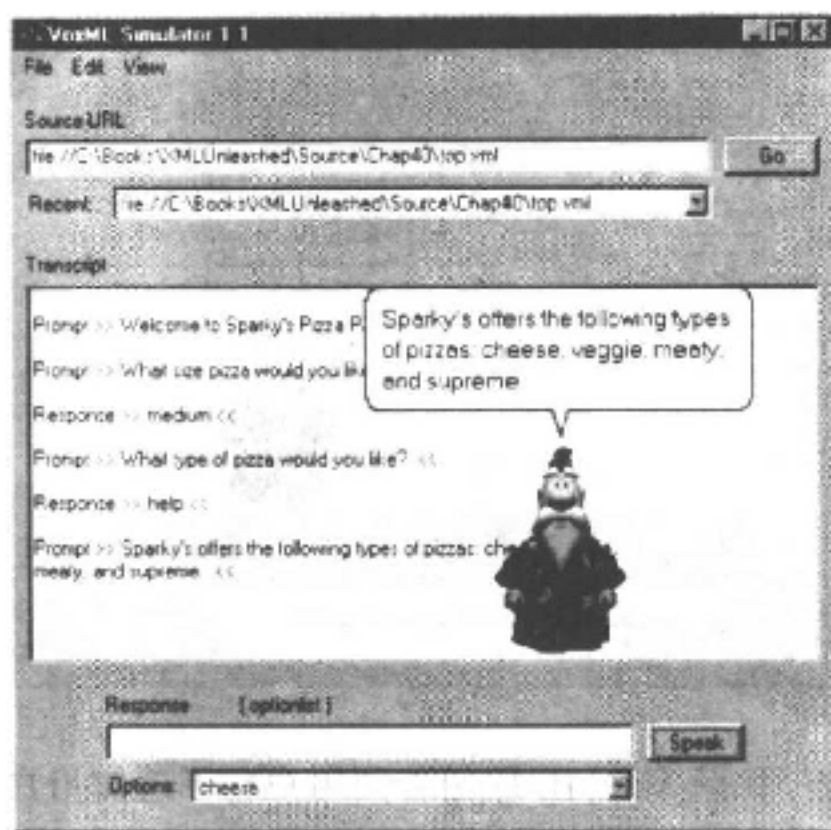 VoxML Simulator 1.1
File Edit View
Source URL
file://C:\Books\XMLUnleashed\Source\Chap40\top.vml
Go
Recent: file://C:\Books\XMLUnleashed\Source\Chap40\top.vml
Transcript
Prompt >> Welcome to Sparky's Pizza P
Prompt >> What size pizza would you like
Response >> medium <<
Prompt >> What type of pizza would you like? <<
Response >> help <<
Prompt >> Sparky's offers the following types of pizzas: che
meaty, and supreme. <<
Sparky's offers the following types
of pizzas: cheese, veggie, meaty,
and supreme
Response [ optionlist ]
Speak
Options: cheese